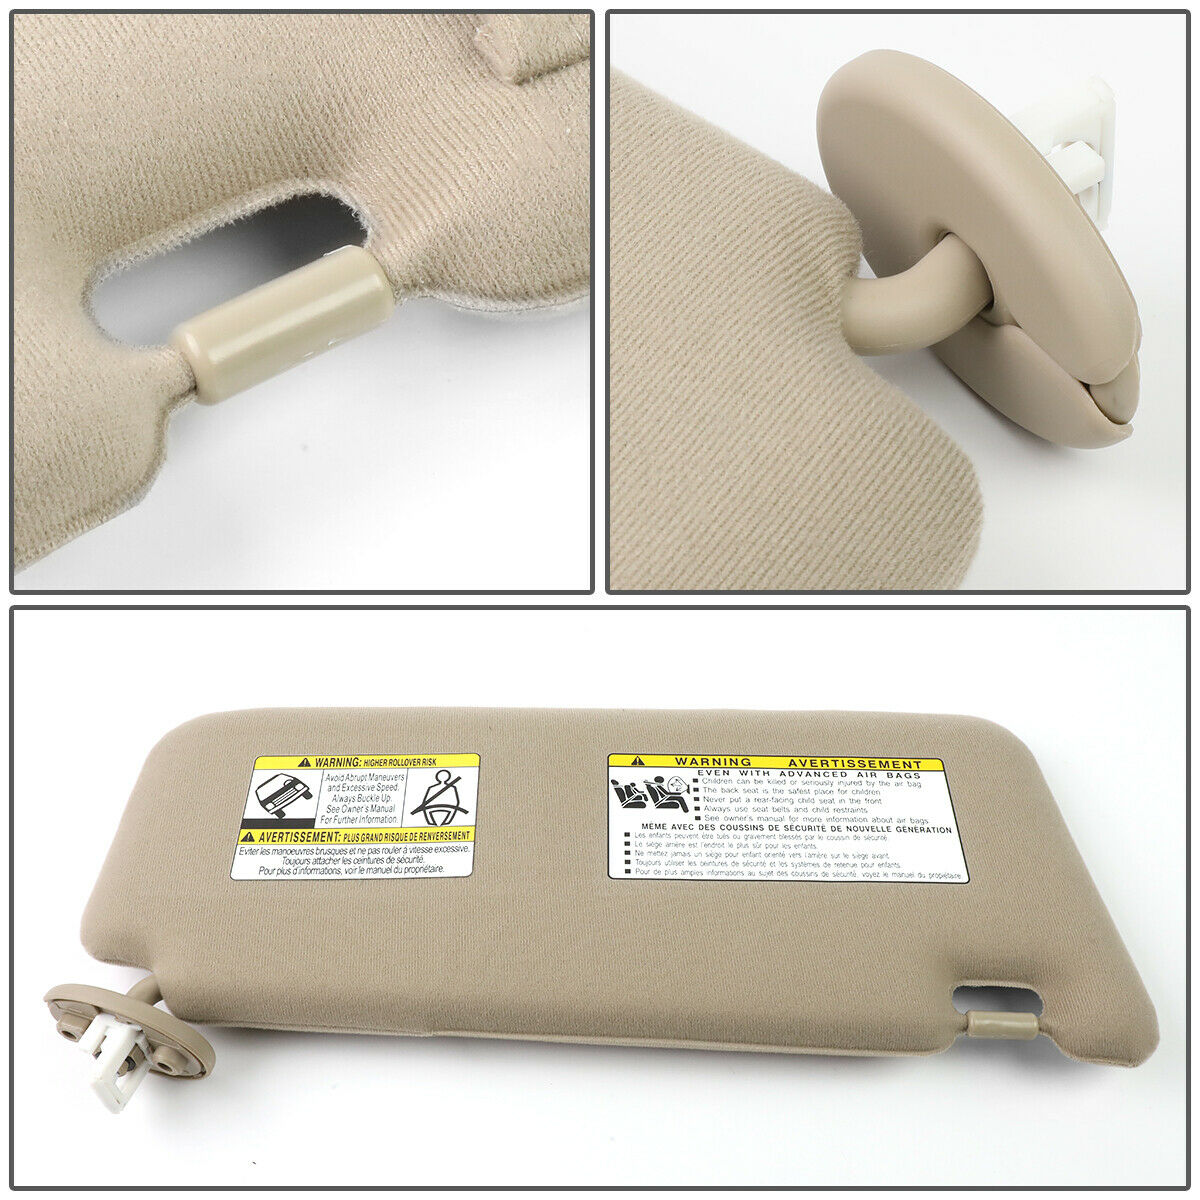 WARNING: HIGHER ROLLOVER RISK
Avoid Abrupt Maneuvers
and Excessive Speed.
Always Buckle Up.
See Owner's Manual
For Further Information.
AVERTISSEMENT: PLUS GRAND RISQUE DE RENVERSEMENT
Eviter les manoeuvres brusques et ne pas rouler à vitesse excessive.
Toujours attacher les ceintures de sécurité.
Pour plus d'informations, voir le manuel du propriétaire.
WARNING AVERTISSEMENT
EVEN WITH ADVANCED AIR BAGS
Children can be killed or seriously injured by the air bag
The back seat is the safest place for children
Never put a rear-facing child seat in the front
Always use seat belts and child restraints
See owner's manual for more information about air bags
MÊME AVEC DES COUSSINS DE SÉCURITÉ DE NOUVELLE GÉNÉRATION
Les enfants peuvent être tués ou gravement blessés par le coussin de sécurité.
Le siège arrière est l'endroit le plus sûr pour les enfants.
Ne mettez jamais un siège pour enfant orienté vers l'arrière sur le siège avant.
Toujours utiliser les ceintures de sécurité et les systèmes de retenue pour enfants.
Pour de plus amples informations au sujet des coussins de sécurité, voyez le manuel du propriétaire.